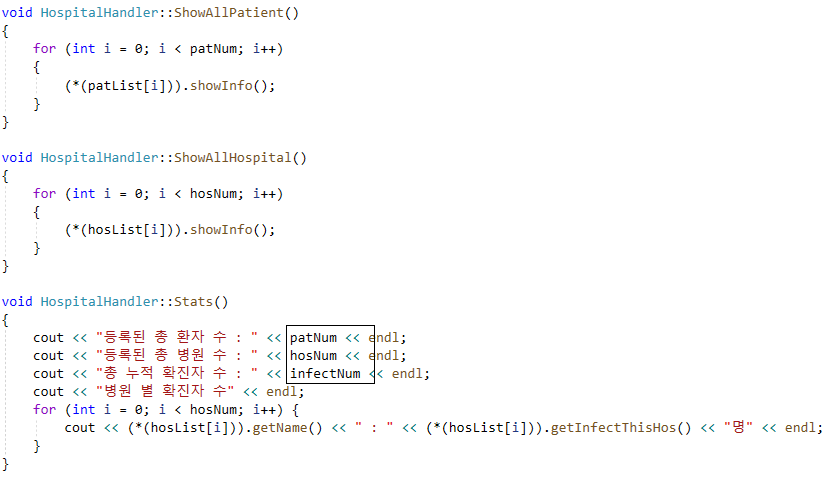 void HospitalHandler::ShowAllPatient()
{
    for (int i = 0; i < patNum; i++)
    {
        (*(patList[i])).showInfo();
    }
}

void HospitalHandler::ShowAllHospital()
{
    for (int i = 0; i < hosNum; i++)
    {
        (*(hosList[i])).showInfo();
    }
}

void HospitalHandler::Stats()
{
    cout << "등록된 총 환자 수 : " << patNum << endl;
    cout << "등록된 총 병원 수 : " << hosNum << endl;
    cout << "총 누적 확진자 수 : " << infectNum << endl;
    cout << "병원 별 확진자 수" << endl;
    for (int i = 0; i < hosNum; i++) {
        cout << (*(hosList[i])).getName() << " : " << (*(hosList[i])).getInfectThisHos() << "명" << endl;
    }
}